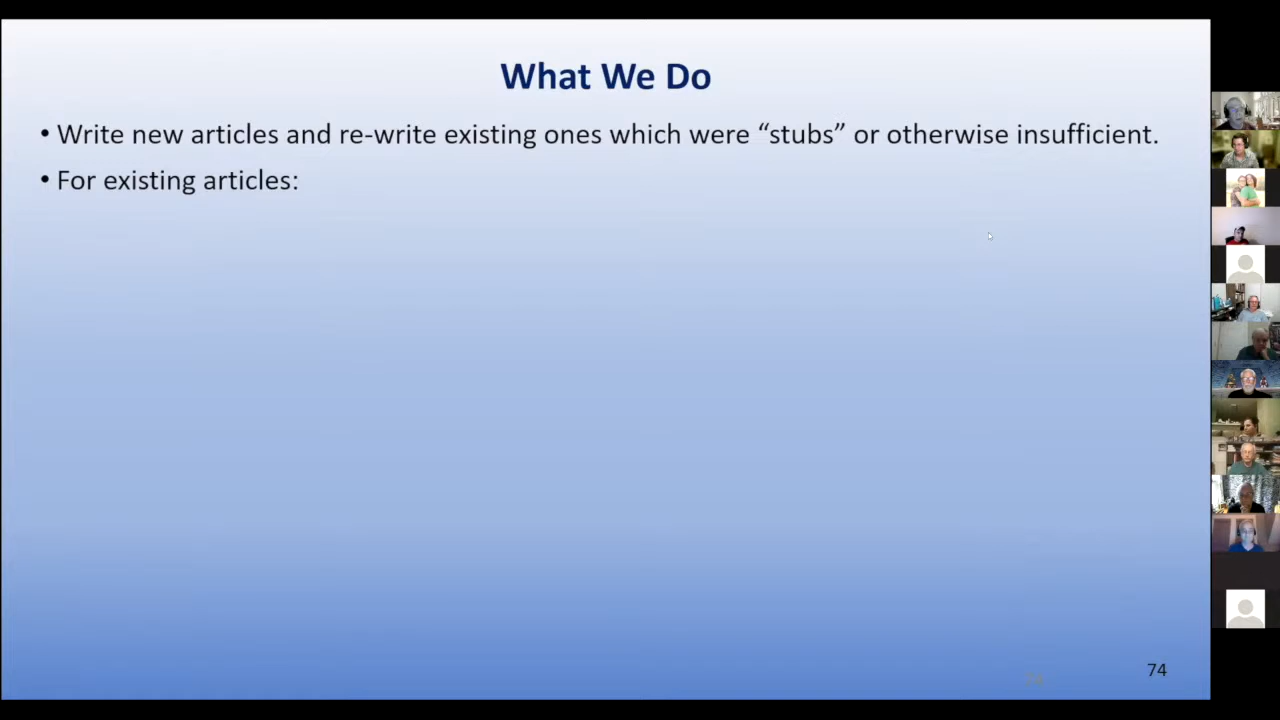 What We Do
• Write new articles and re-write existing ones which were “stubs” or otherwise insufficient.
• For existing articles:
74
74